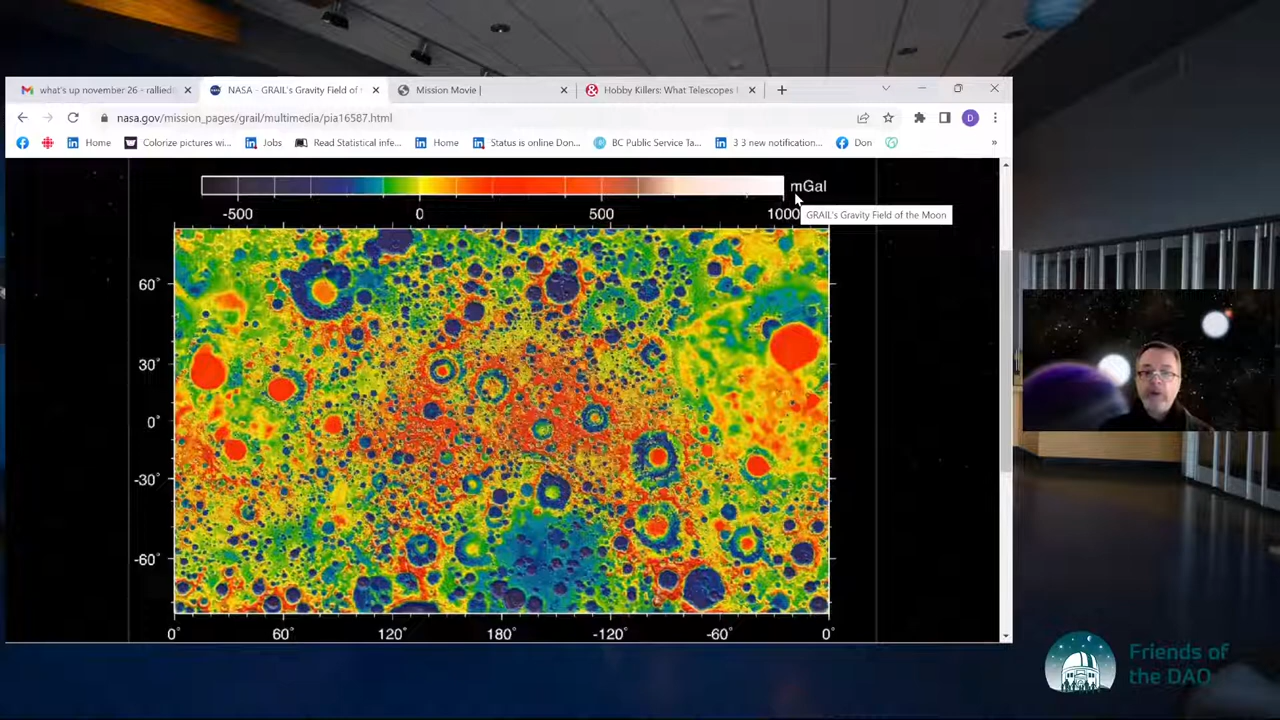 what's up november 26 - rallied
NASA - GRAIL's Gravity Field of
Mission Movie |
Hobby Killers: What Telescopes
nasa.gov/mission_pages/grail/multimedia/pia16587.html
D
Home
Colorize pictures wi...
Jobs
Read Statistical infe...
Home
Status is online Don...
BC Public Service Ta...
3 3 new notification...
Don
»
mGal
-500 0 500 1000
GRAIL's Gravity Field of the Moon
60°
30°
0°
-30°
-60°
0° 60° 120° 180° -120° -60° 0°
Friends of
the DAO